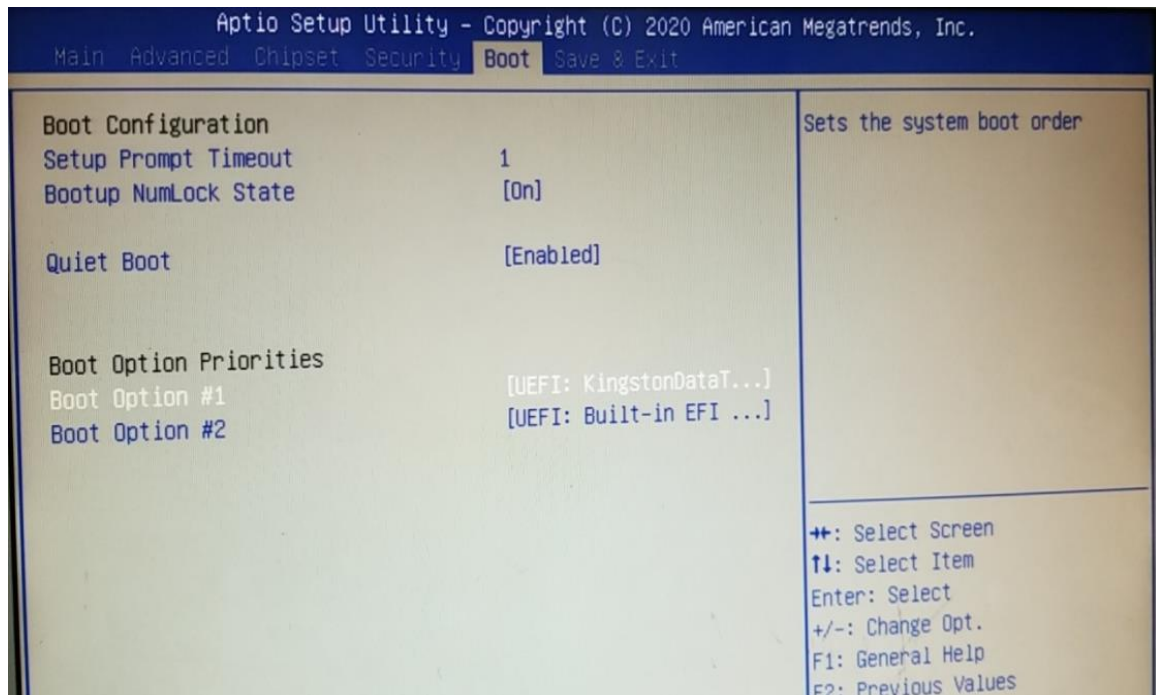 Aptio Setup Utility - Copyright (C) 2020 American Megatrends, Inc.
Main Advanced Chipset Security Boot Save & Exit
Boot Configuration
Setup Prompt Timeout 1
Bootup NumLock State [On]
Quiet Boot [Enabled]
Boot Option Priorities
Boot Option #1 [UEFI: KingstonDataT...]
Boot Option #2 [UEFI: Built-in EFI ...]
Sets the system boot order
→←: Select Screen
↑↓: Select Item
Enter: Select
+/-: Change Opt.
F1: General Help
F2: Previous Values